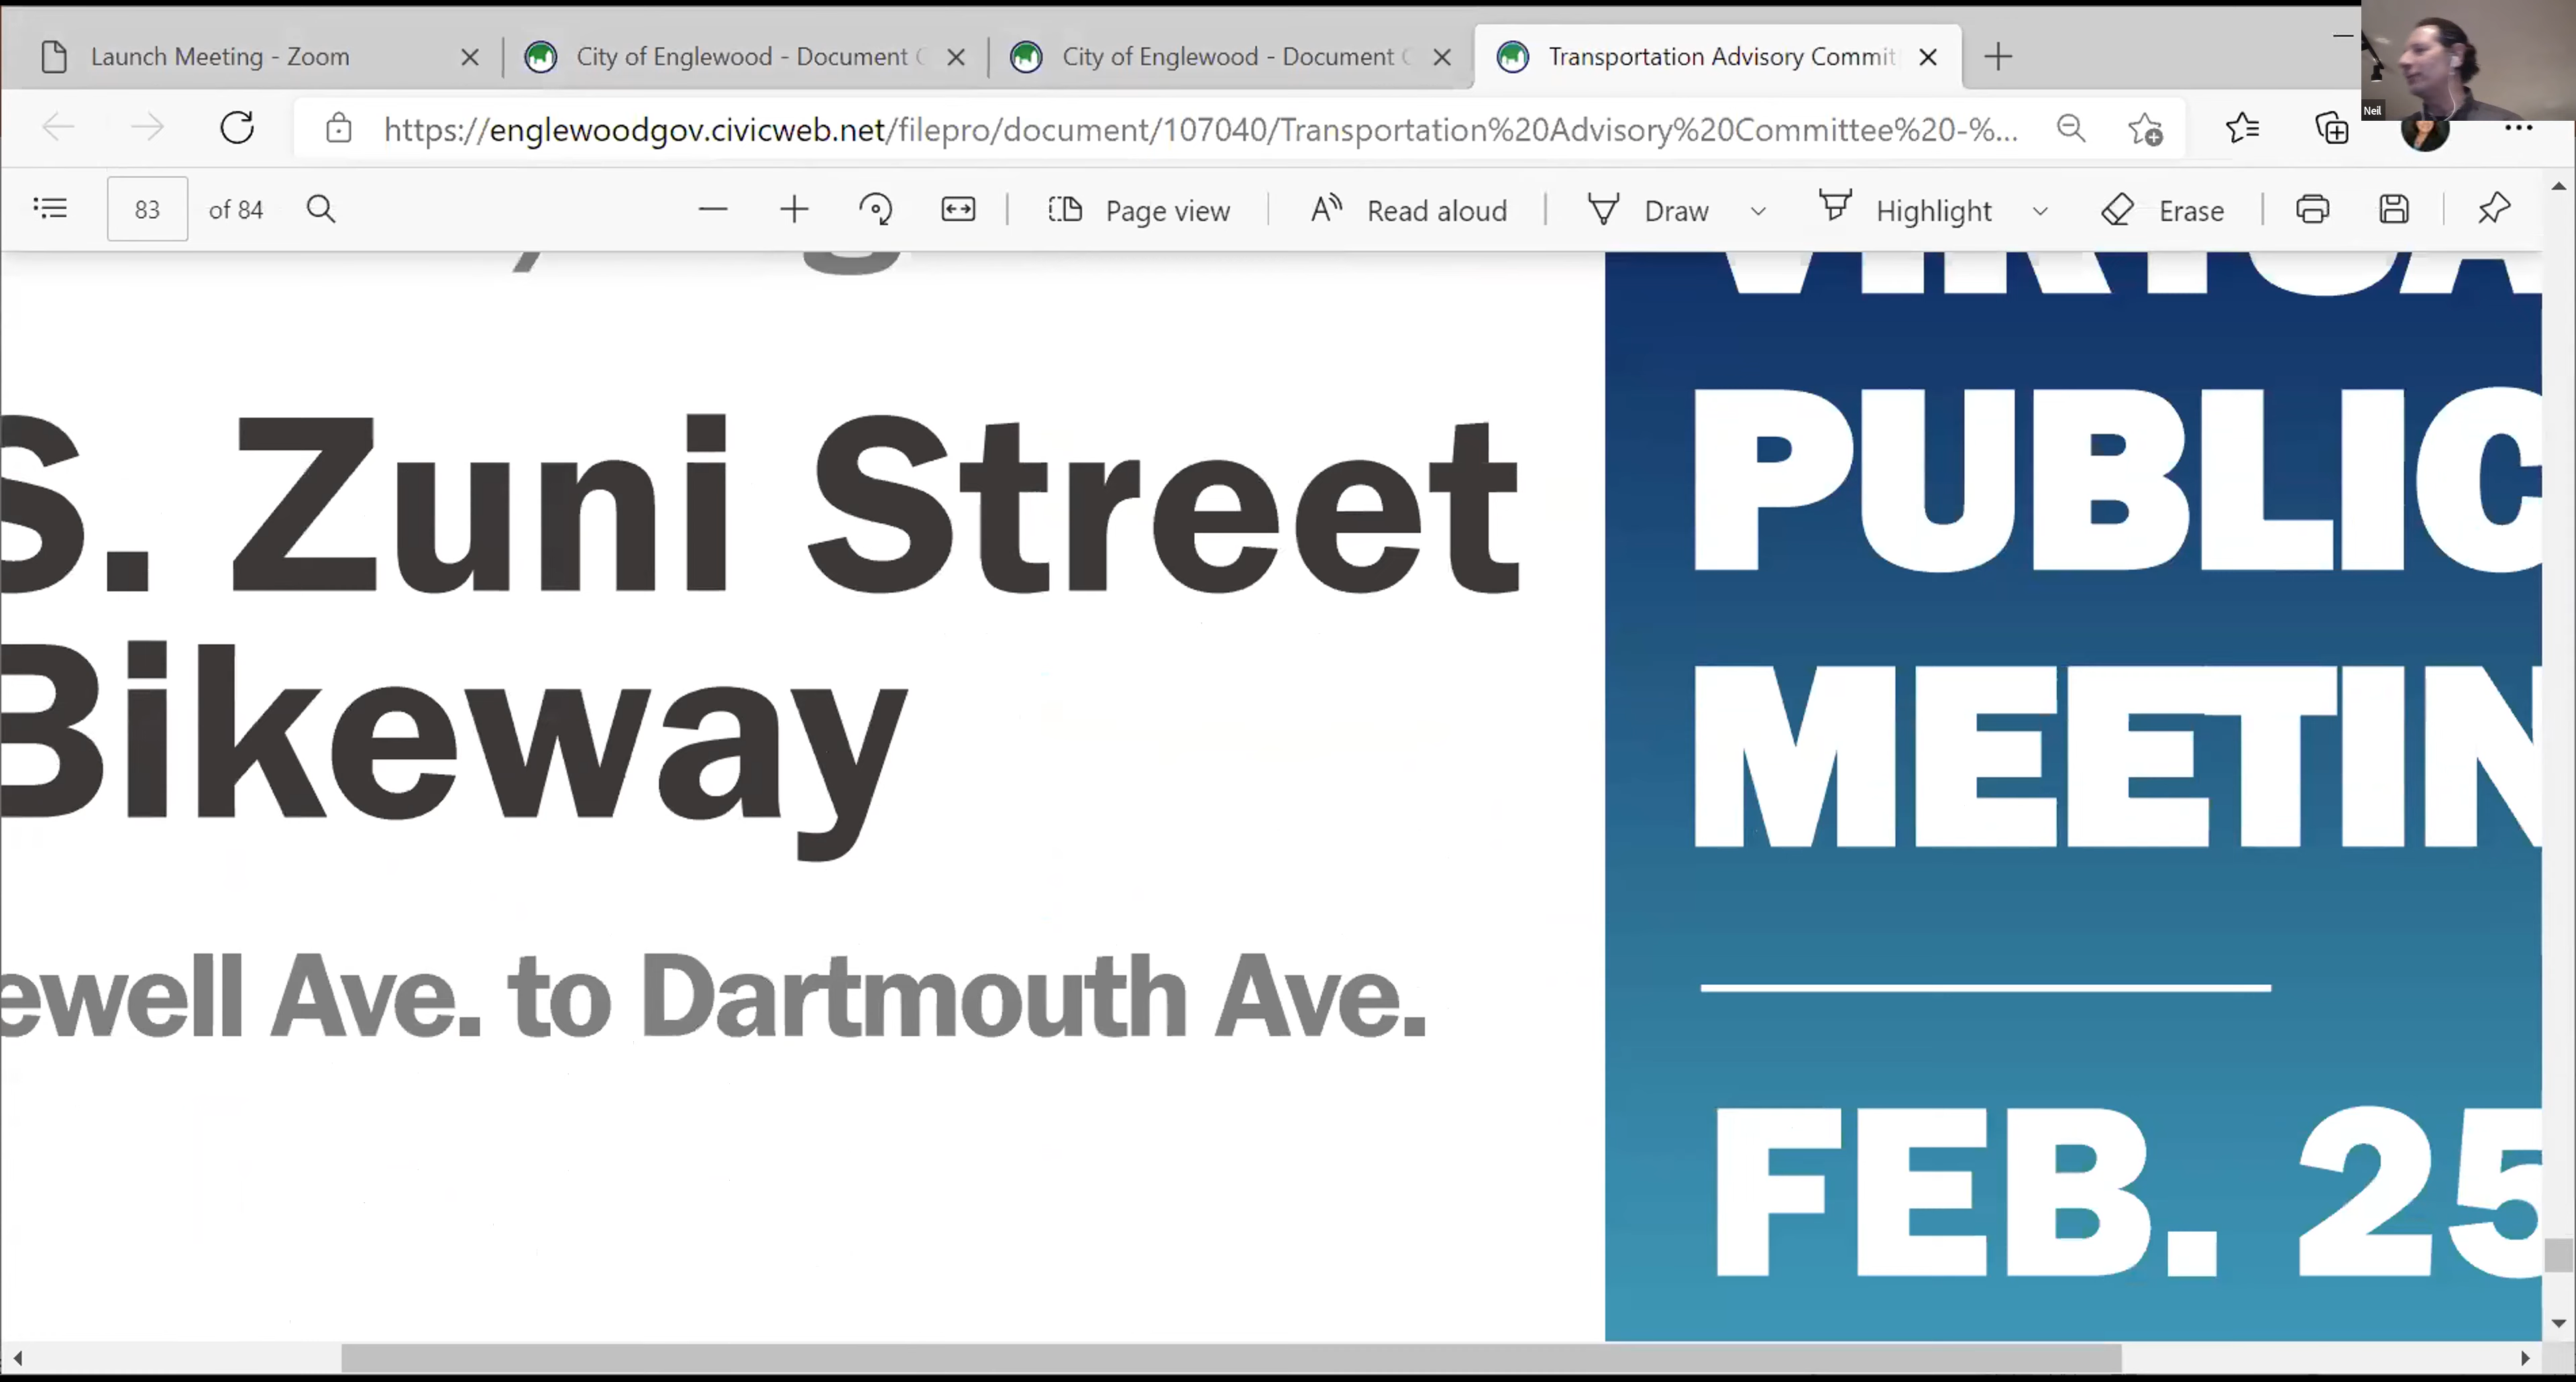 Launch Meeting - Zoom
City of Englewood - Document C
City of Englewood - Document C
Transportation Advisory Commit
Neil
https://englewoodgov.civicweb.net/filepro/document/107040/Transportation%20Advisory%20Committee%20-%...
83 of 84
Page view
Read aloud
Draw
Highlight
Erase
S. Zuni Street
Bikeway
ewell Ave. to Dartmouth Ave.
VIRTUA
PUBLIC
MEETIN
FEB. 25